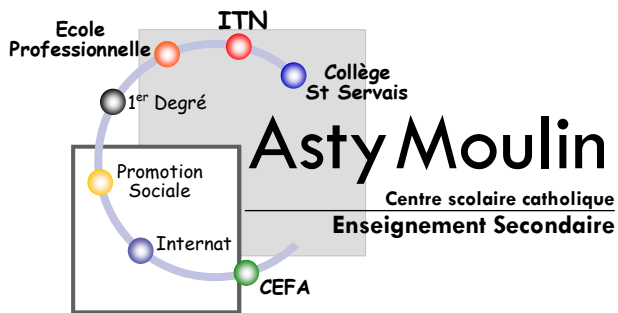 ITN
Ecole
Professionnelle
Collège
St Servais
1er Degré
Asty Moulin
Promotion
Sociale
Centre scolaire catholique
Enseignement Secondaire
Internat
CEFA